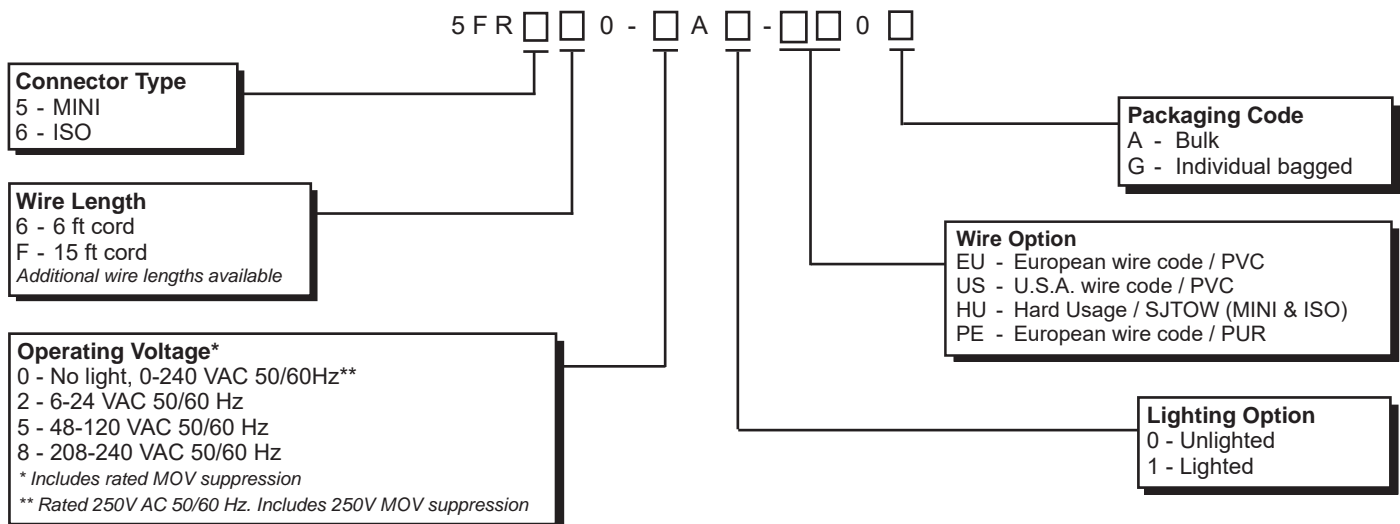 5 F R 0 - A - 0
Connector Type
5 - MINI
6 - ISO
Wire Length
6 - 6 ft cord
F - 15 ft cord
Additional wire lengths available
Operating Voltage*
0 - No light, 0-240 VAC 50/60Hz**
2 - 6-24 VAC 50/60 Hz
5 - 48-120 VAC 50/60 Hz
8 - 208-240 VAC 50/60 Hz
* Includes rated MOV suppression
** Rated 250V AC 50/60 Hz. Includes 250V MOV suppression
Packaging Code
A - Bulk
G - Individual bagged
Wire Option
EU - European wire code / PVC
US - U.S.A. wire code / PVC
HU - Hard Usage / SJTOW (MINI & ISO)
PE - European wire code / PUR
Lighting Option
0 - Unlighted
1 - Lighted